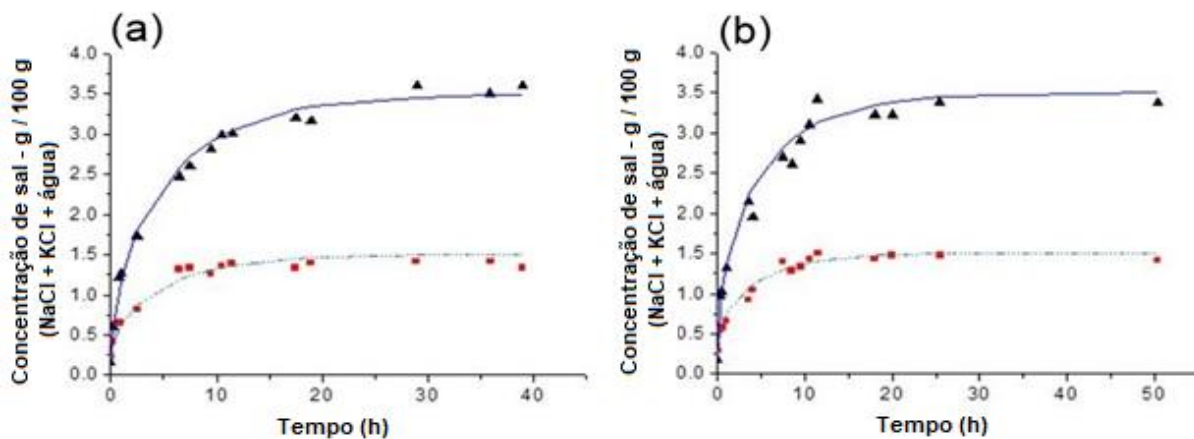 (a)
Concentração de sal - g / 100 g
(NaCl + KCl + água)
4.0
3.5
3.0
2.5
2.0
1.5
1.0
0.5
0.0
0 10 20 30 40
Tempo (h)
(b)
Concentração de sal - g / 100 g
(NaCl + KCl + água)
4.0
3.5
3.0
2.5
2.0
1.5
1.0
0.5
0.0
0 10 20 30 40 50
Tempo (h)